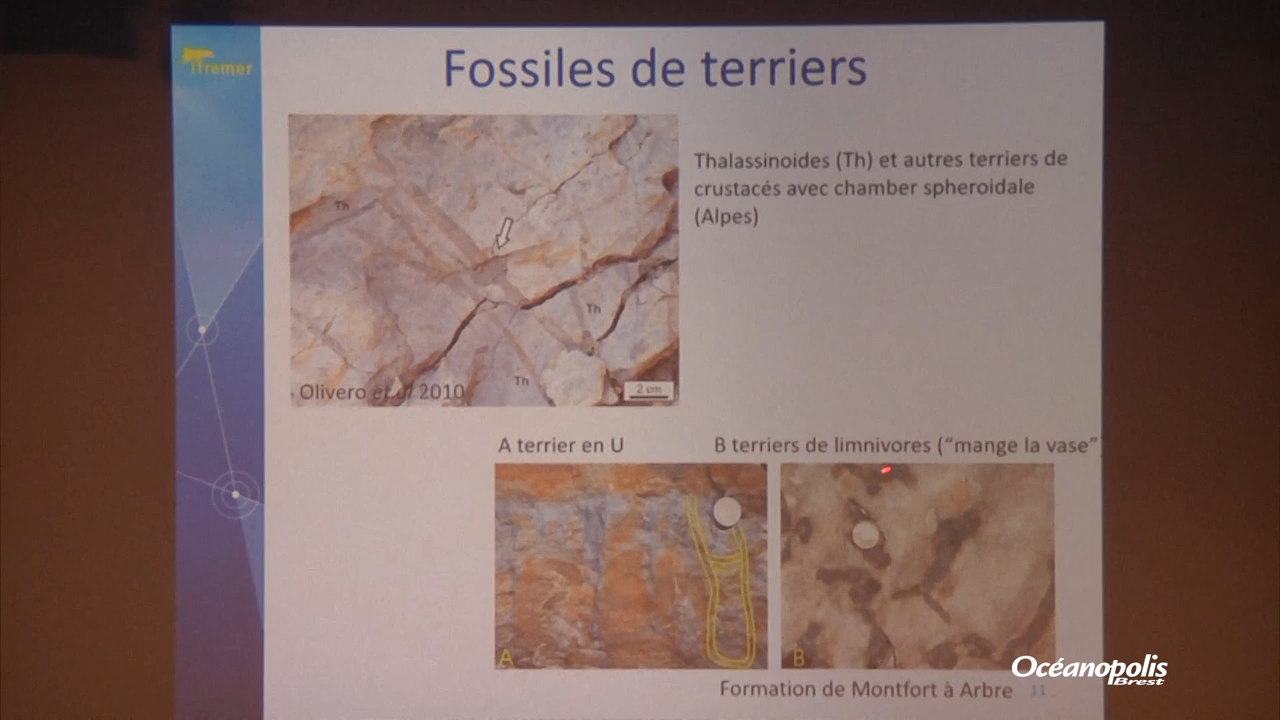 ifremer
Fossiles de terriers
Thalassinoides (Th) et autres terriers de
crustacés avec chamber spheroidale
(Alpes)
Th
Th
Th
Olivero et al 2010
2 cm
A terrier en U
B terriers de limnivores (“mange la vase”
A
B
Océanopolis
Brest
Formation de Montfort à Arbre
11